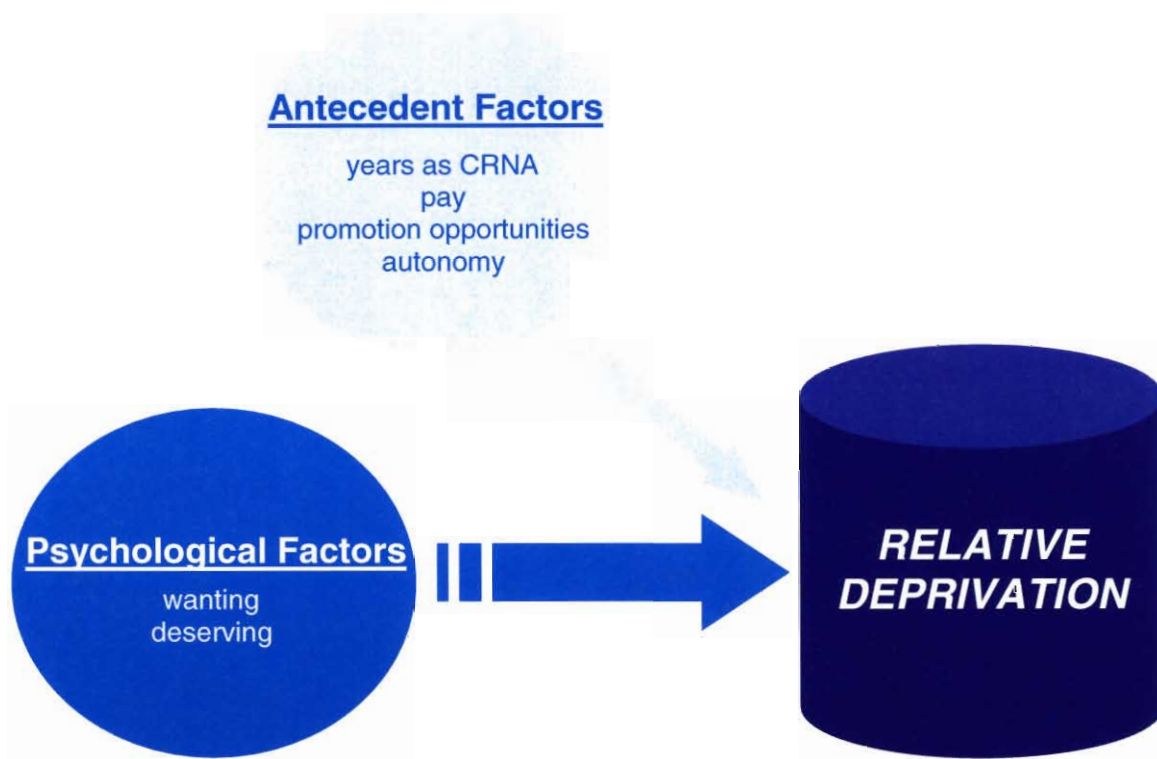 Antecedent Factors
years as CRNA
pay
promotion opportunities
autonomy
Psychological Factors
wanting
deserving
RELATIVE
DEPRIVATION